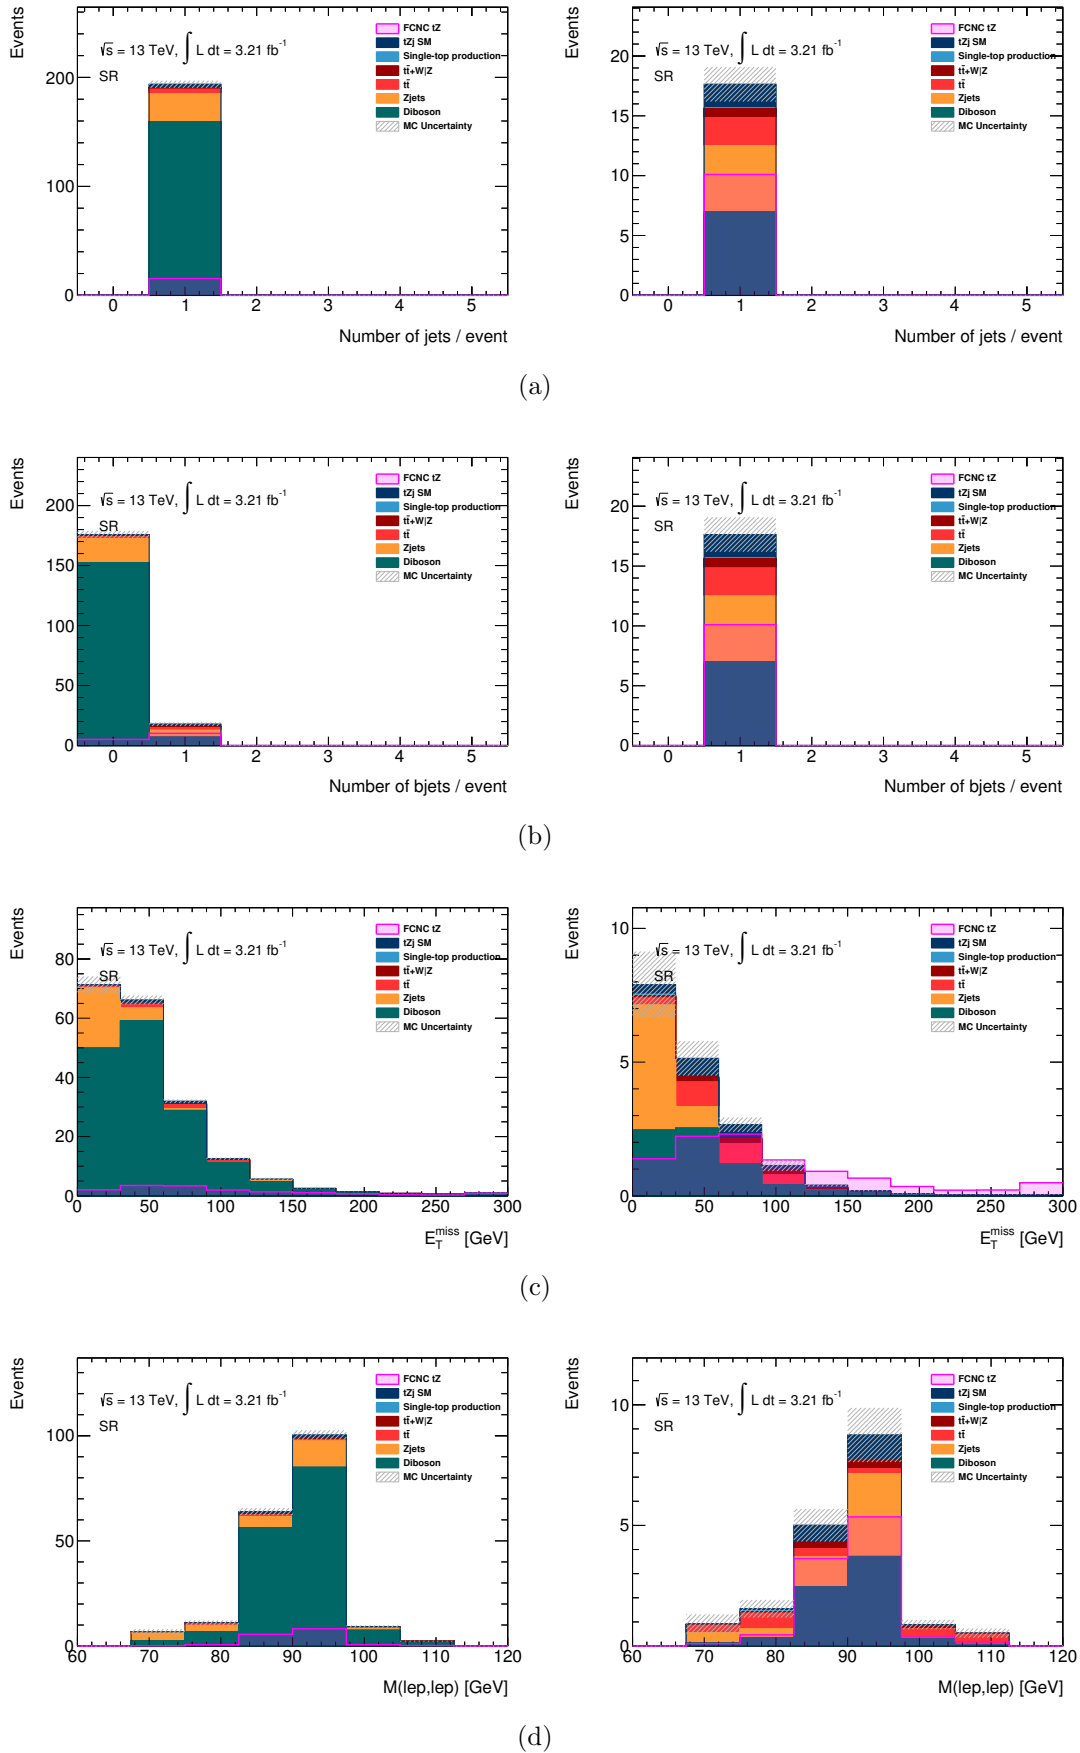 Events
√s = 13 TeV, ∫ L dt = 3.21 fb⁻¹
SR
FCNC tZ
tZj SM
Single-top production
tt̄+W|Z
tt̄
Zjets
Diboson
MC Uncertainty
200
100
0
0 1 2 3 4 5
Number of jets / event
Events
√s = 13 TeV, ∫ L dt = 3.21 fb⁻¹
SR
FCNC tZ
tZj SM
Single-top production
tt̄+W|Z
tt̄
Zjets
Diboson
MC Uncertainty
20
15
10
5
0
0 1 2 3 4 5
Number of jets / event
(a)
Events
√s = 13 TeV, ∫ L dt = 3.21 fb⁻¹
SR
FCNC tZ
tZj SM
Single-top production
tt̄+W|Z
tt̄
Zjets
Diboson
MC Uncertainty
200
150
100
50
0
0 1 2 3 4 5
Number of bjets / event
Events
√s = 13 TeV, ∫ L dt = 3.21 fb⁻¹
SR
FCNC tZ
tZj SM
Single-top production
tt̄+W|Z
tt̄
Zjets
Diboson
MC Uncertainty
20
15
10
5
0
0 1 2 3 4 5
Number of bjets / event
(b)
Events
√s = 13 TeV, ∫ L dt = 3.21 fb⁻¹
SR
FCNC tZ
tZj SM
Single-top production
tt̄+W|Z
tt̄
Zjets
Diboson
MC Uncertainty
80
60
40
20
0
0 50 100 150 200 250 300
E_T^miss [GeV]
Events
√s = 13 TeV, ∫ L dt = 3.21 fb⁻¹
SR
FCNC tZ
tZj SM
Single-top production
tt̄+W|Z
tt̄
Zjets
Diboson
MC Uncertainty
10
5
0
0 50 100 150 200 250 300
E_T^miss [GeV]
(c)
Events
√s = 13 TeV, ∫ L dt = 3.21 fb⁻¹
SR
FCNC tZ
tZj SM
Single-top production
tt̄+W|Z
tt̄
Zjets
Diboson
MC Uncertainty
100
50
0
60 70 80 90 100 110 120
M(lep,lep) [GeV]
Events
√s = 13 TeV, ∫ L dt = 3.21 fb⁻¹
SR
FCNC tZ
tZj SM
Single-top production
tt̄+W|Z
tt̄
Zjets
Diboson
MC Uncertainty
10
5
0
60 70 80 90 100 110 120
M(lep,lep) [GeV]
(d)